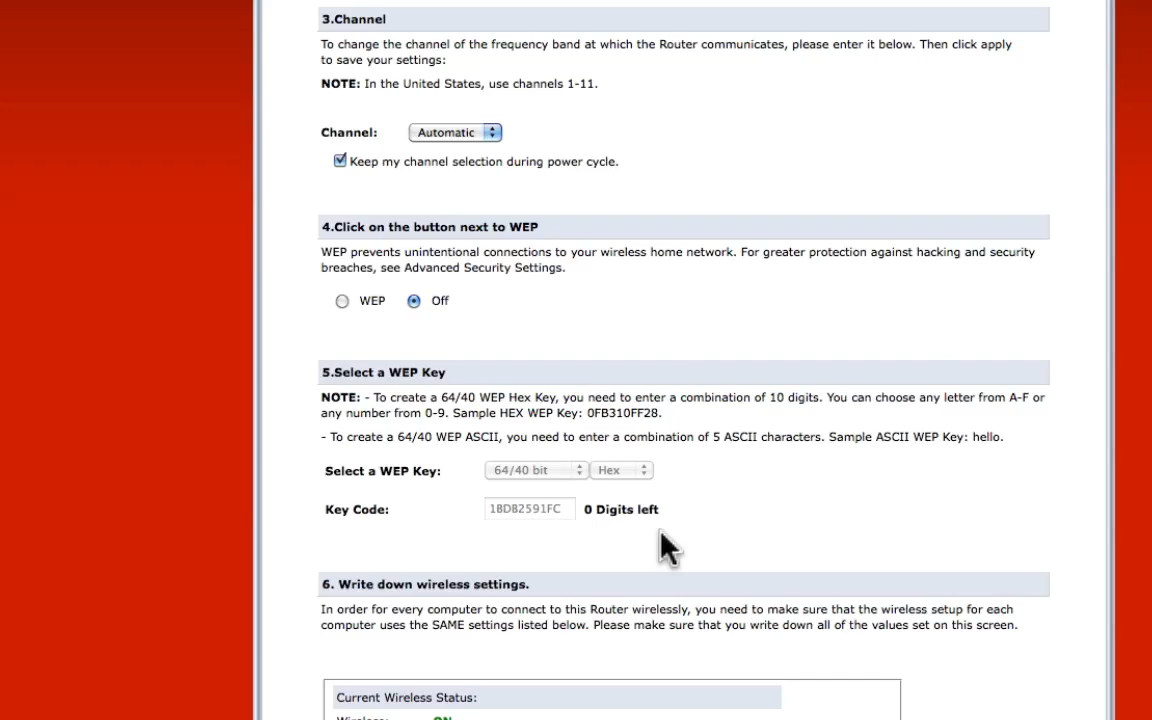 3.Channel
To change the channel of the frequency band at which the Router communicates, please enter it below. Then click apply
to save your settings:
NOTE: In the United States, use channels 1-11.
Channel: Automatic
Keep my channel selection during power cycle.
4.Click on the button next to WEP
WEP prevents unintentional connections to your wireless home network. For greater protection against hacking and security
breaches, see Advanced Security Settings.
WEP Off
5.Select a WEP Key
NOTE: - To create a 64/40 WEP Hex Key, you need to enter a combination of 10 digits. You can choose any letter from A-F or
any number from 0-9. Sample HEX WEP Key: 0FB310FF28.
- To create a 64/40 WEP ASCII, you need to enter a combination of 5 ASCII characters. Sample ASCII WEP Key: hello.
Select a WEP Key: 64/40 bit Hex
Key Code: 1BD82591FC 0 Digits left
6. Write down wireless settings.
In order for every computer to connect to this Router wirelessly, you need to make sure that the wireless setup for each
computer uses the SAME settings listed below. Please make sure that you write down all of the values set on this screen.
Current Wireless Status:
Wireless: ON